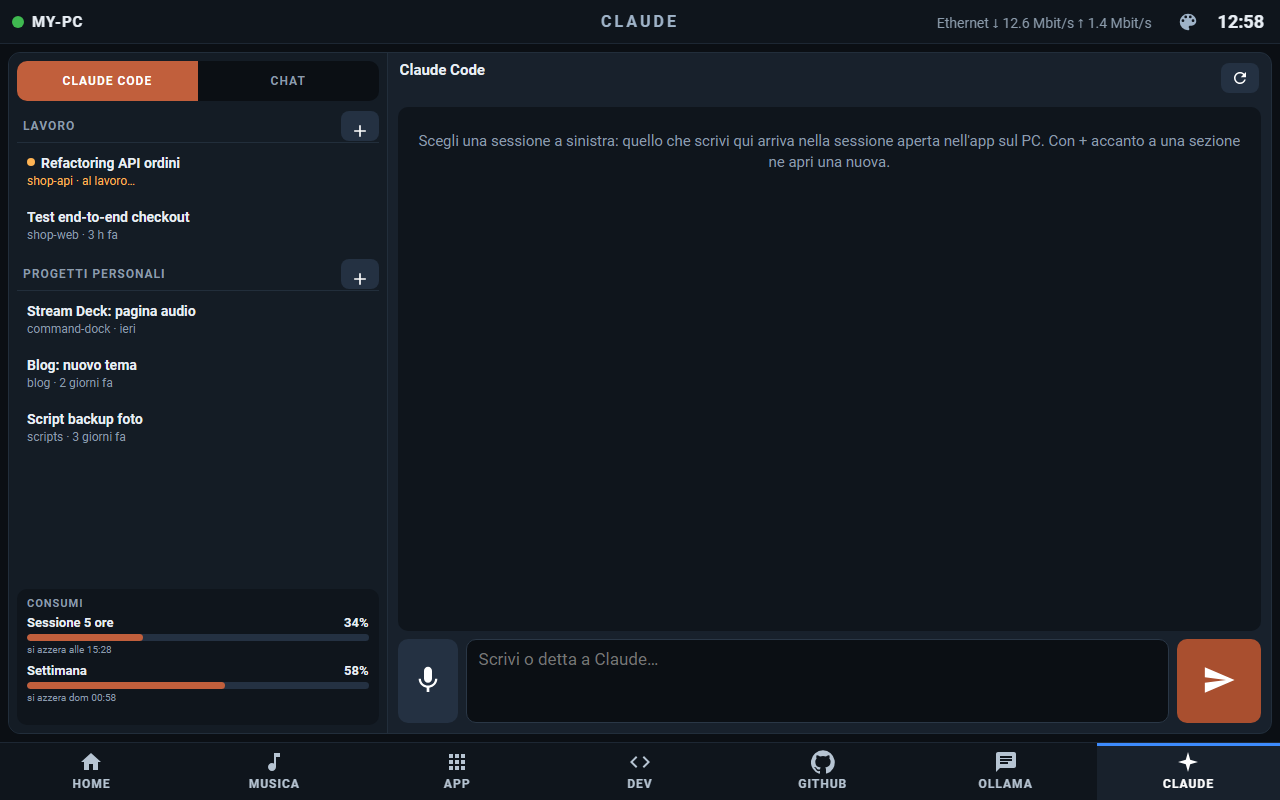 MY-PC
CLAUDE
Ethernet ↓ 12.6 Mbit/s ↑ 1.4 Mbit/s
12:58
CLAUDE CODE
CHAT
LAVORO
+
Refactoring API ordini
shop-api · al lavoro…
Test end-to-end checkout
shop-web · 3 h fa
PROGETTI PERSONALI
+
Stream Deck: pagina audio
command-dock · ieri
Blog: nuovo tema
blog · 2 giorni fa
Script backup foto
scripts · 3 giorni fa
CONSUMI
Sessione 5 ore 34%
si azzera alle 15:28
Settimana 58%
si azzera dom 00:58
Claude Code
Scegli una sessione a sinistra: quello che scrivi qui arriva nella sessione aperta nell'app sul PC. Con + accanto a una sezione
ne apri una nuova.
Scrivi o detta a Claude…
HOME
MUSICA
APP
DEV
GITHUB
OLLAMA
CLAUDE